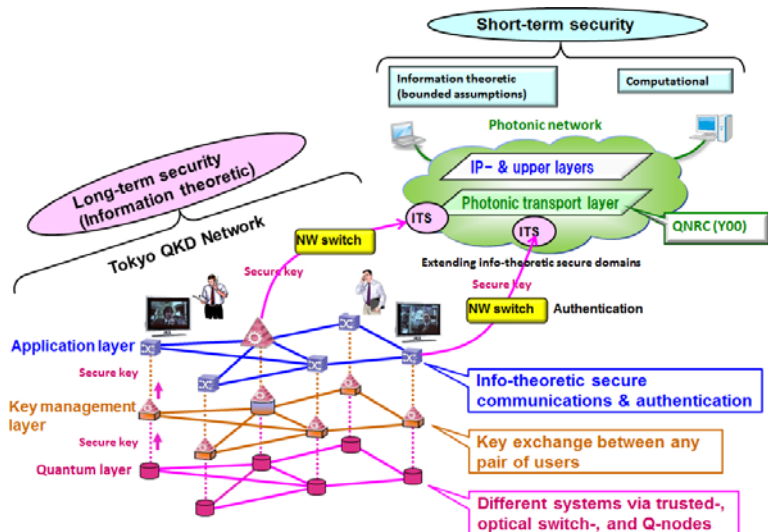 Short-term security
Information theoretic
(bounded assumptions)
Computational
Photonic network
IP- & upper layers
Photonic transport layer
ITS
ITS
QNRC (Y00)
Long-term security
(Information theoretic)
Tokyo QKD Network
NW switch
Extending info-theoretic secure domains
Secure key
Secure key
NW switch
Authentication
Application layer
Secure key
Key management
layer
Secure key
Quantum layer
Info-theoretic secure
communications & authentication
Key exchange between any
pair of users
Different systems via trusted-,
optical switch-, and Q-nodes